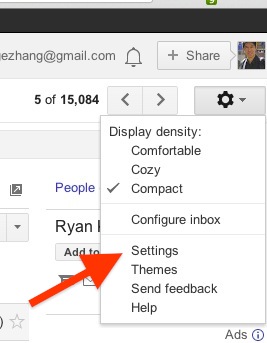 gezhang@gmail.com
Share
5 of 15,084
Display density:
Comfortable
Cozy
Compact
People
Configure inbox
Ryan
Settings
Add to
Themes
Send feedback
Help
Ads